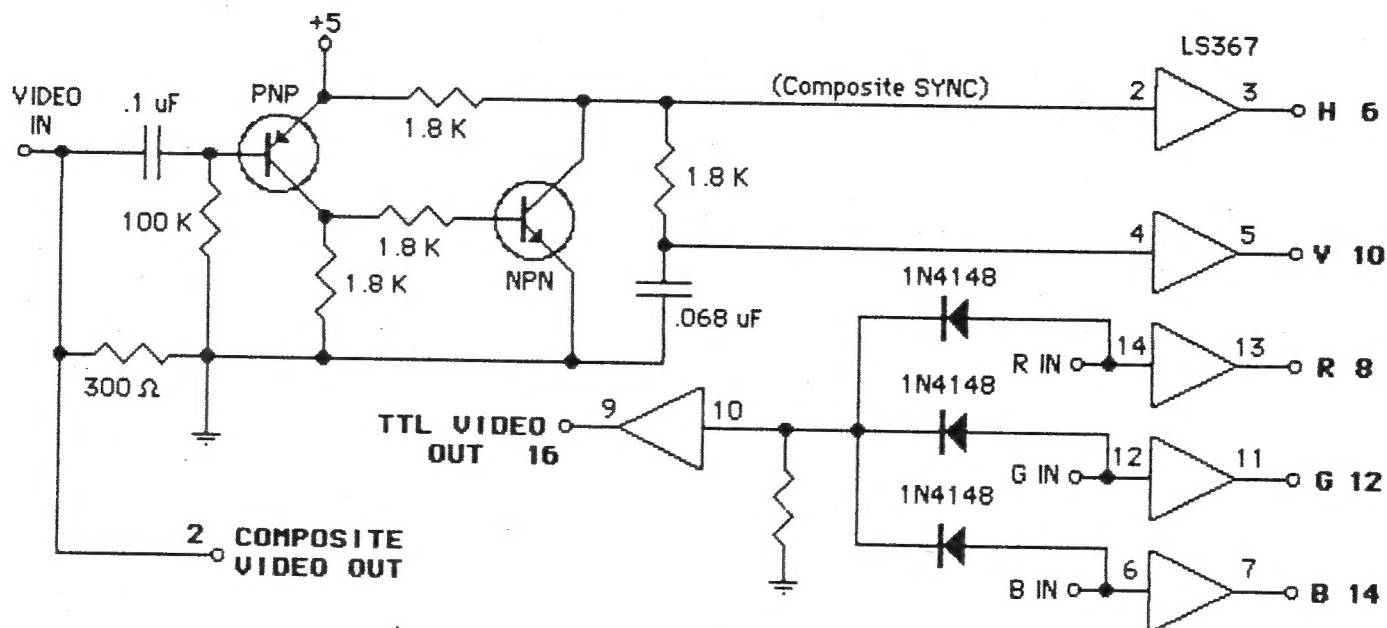 +5
LS367
VIDEO
IN
.1 uF
PNP
(Composite SYNC)
2
3
H 6
1.8 K
1.8 K
100 K
1.8 K
NPN
4
5
V 10
1.8 K
1N4148
.068 uF
300 Ω
R IN
14
13
R 8
1N4148
TTL VIDEO
OUT 16
9
10
G IN
12
11
G 12
1N4148
2
COMPOSITE
VIDEO OUT
B IN
6
7
B 14